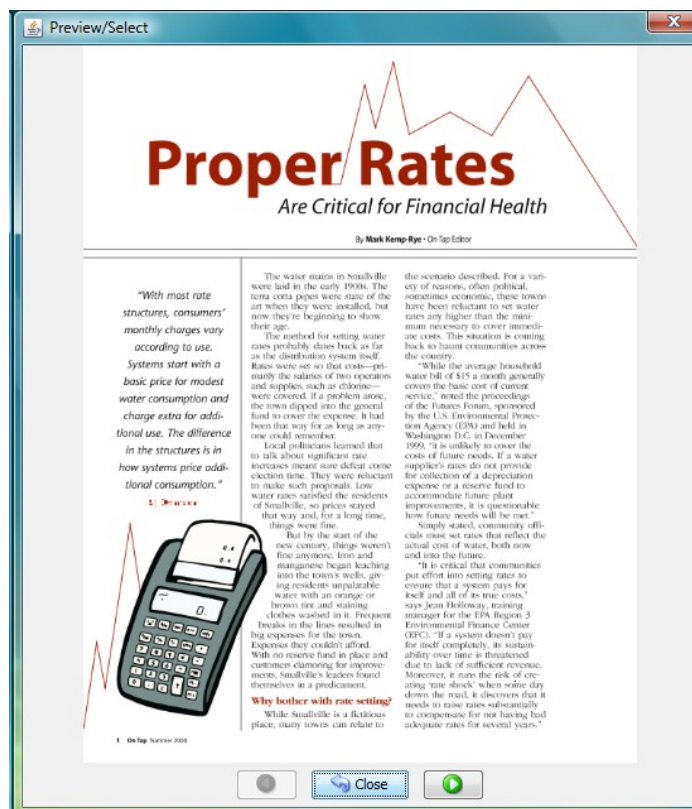 Preview/Select
Proper Rates
Are Critical for Financial Health
By Mark Kemp-Rye • On Tap Editor
"With most rate
structures, consumers'
monthly charges vary
according to use.
Systems start with a
basic price for modest
water consumption and
charge extra for addi-
tional use. The difference
in the structures is in
how systems price addi-
tional consumption."
0.
The water mains in Smallville
were laid in the early 1900s. The
terra cotta pipes were state of the
art when they were installed, but
now they're beginning to show
their age.
The method for setting water
rates probably dates back as far
as the distribution system itself.
Rates were set so that costs—pri-
marily the salaries of two operators
and supplies, such as chlorine—
were covered. If a problem arose,
the town dipped into the general
fund to cover the expense. It had
been that way for as long as any-
one could remember.
Local politicians learned that
to talk about significant rate
increases meant sure defeat come
election time. They were reluctant
to make such proposals. Low
water rates satisfied the residents
of Smallville, so prices stayed
that way and, for a long time,
things were fine.
But by the start of the
new century, things weren't
fine anymore. Iron and
manganese began leaching
into the town's wells, giv-
ing residents unpalatable
water with an orange or
brown tint and staining
clothes washed in it. Frequent
breaks in the lines resulted in
big expenses for the town.
Expenses they couldn't afford.
With no reserve fund in place and
customers clamoring for improve-
ments, Smallville's leaders found
themselves in a predicament.
Why bother with rate setting?
While Smallville is a fictitious
place, many towns can relate to
the scenario described. For a vari-
ety of reasons, often political,
sometimes economic, these towns
have been reluctant to set water
rates any higher than the mini-
mum necessary to cover immedi-
ate costs. This situation is coming
back to haunt communities across
the country.
"While the average household
water bill of $15 a month generally
covers the basic cost of current
service," noted the proceedings
of the Futures Forum, sponsored
by the U.S. Environmental Protec-
tion Agency (EPA) and held in
Washington D.C. in December
1999, "it is unlikely to cover the
costs of future needs. If a water
supplier's rates do not provide
for collection of a depreciation
expense or a reserve fund to
accommodate future plant
improvements, it is questionable
how future needs will be met."
Simply stated, community offi-
cials must set rates that reflect the
actual cost of water, both now
and into the future.
"It is critical that communities
put effort into setting rates to
ensure that a system pays for
itself and all of its true costs,"
says Jean Holloway, training
manager for the EPA Region 3
Environmental Finance Center
(EFC). "If a system doesn't pay
for itself completely, its sustain-
ability over time is threatened
due to lack of sufficient revenue.
Moreover, it runs the risk of cre-
ating 'rate shock' when some day
down the road, it discovers that it
needs to raise rates substantially
to compensate for not having had
adequate rates for several years."
1 On Tap Summer 2004
Close